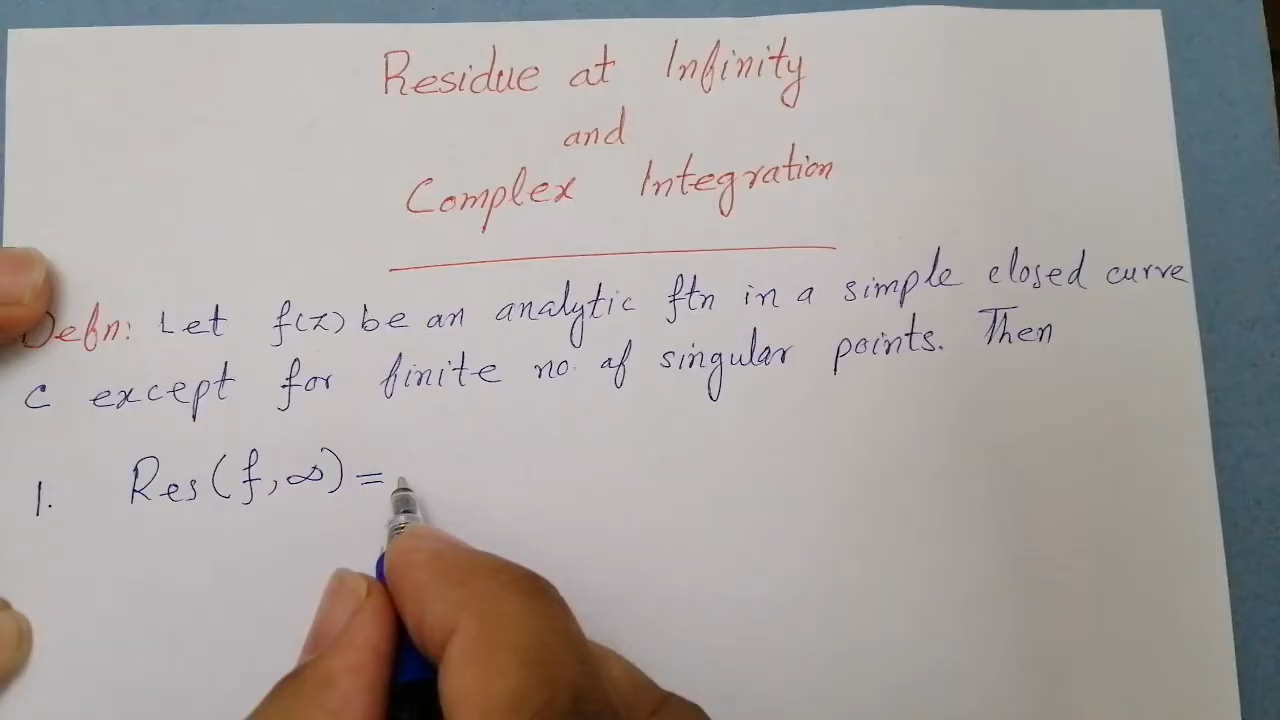 Residue at Infinity
and
Complex Integration
Defn: Let f(z) be an analytic ftn in a simple closed curve
C except for finite no. of singular points. Then
1. Res(f,∞) =